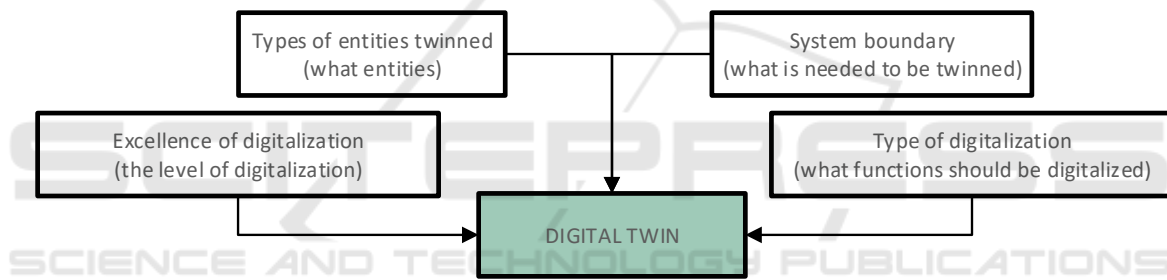 Types of entities twinned
(what entities)
System boundary
(what is needed to be twinned)
Excellence of digitalization
(the level of digitalization)
Type of digitalization
(what functions should be digitalized)
DIGITAL TWIN
SCITEPRESS
SCIENCE AND TECHNOLOGY PUBLICATIONS